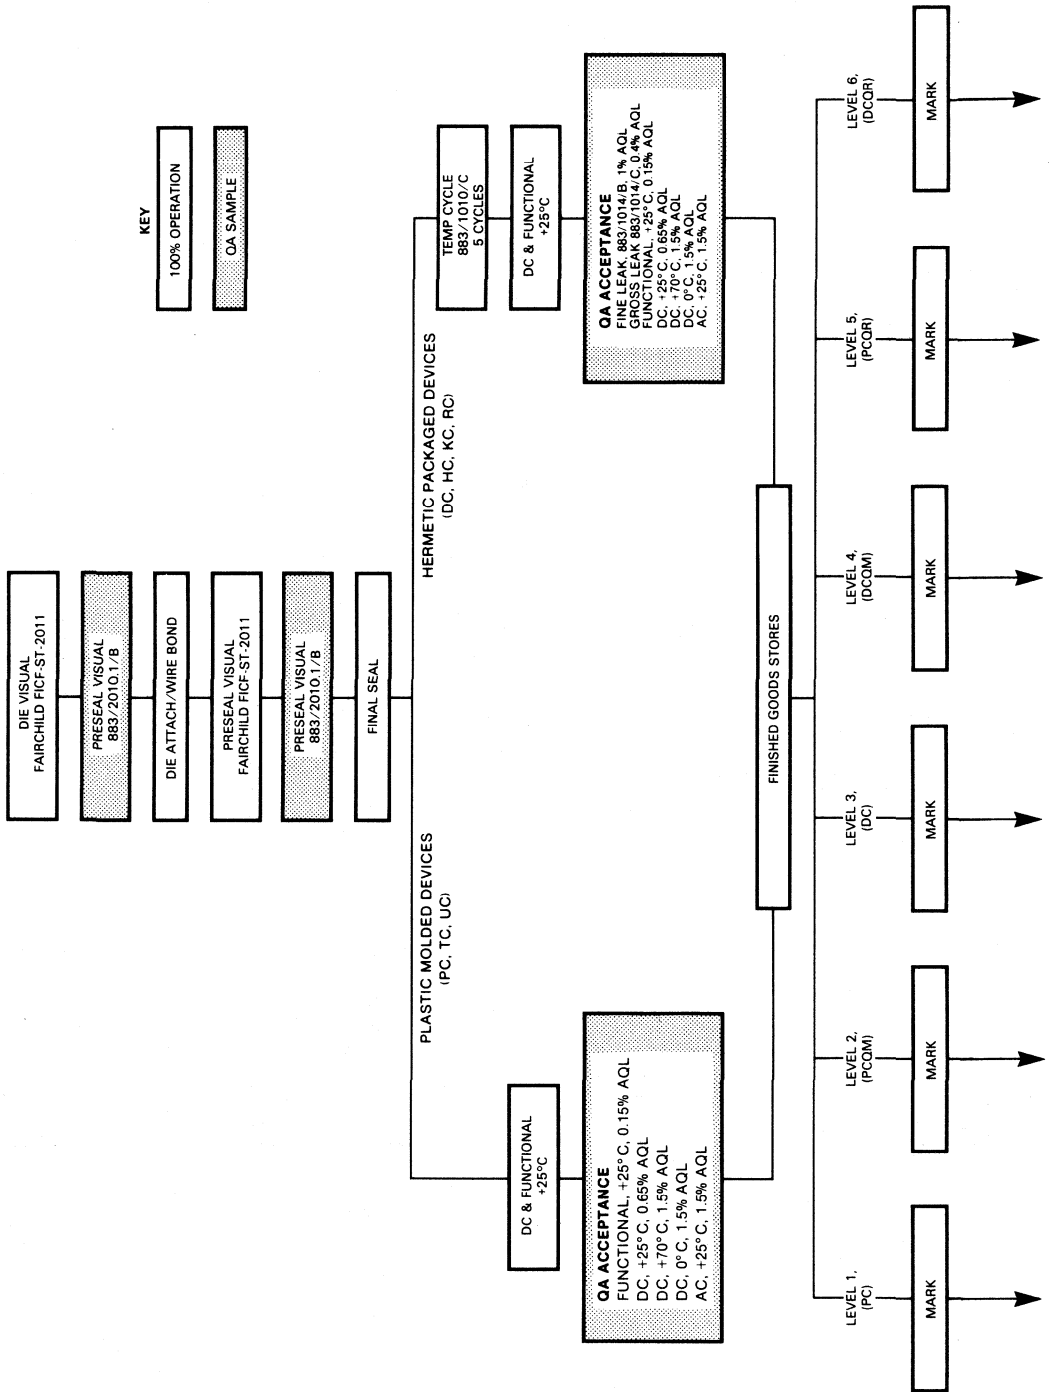 KEY
100% OPERATION
QA SAMPLE
DIE VISUAL
FAIRCHILD FICF-ST-2011
PRESEAL VISUAL
883/2010.1/B
DIE ATTACH/WIRE BOND
PRESEAL VISUAL
FAIRCHILD FICF-ST-2011
PRESEAL VISUAL
883/2010.1/B
FINAL SEAL
PLASTIC MOLDED DEVICES
(PC, TC, UC)
HERMETIC PACKAGED DEVICES
(DC, HC, KC, RC)
TEMP CYCLE
883/1010/C
5 CYCLES
DC & FUNCTIONAL
+25°C
DC & FUNCTIONAL
+25°C
QA ACCEPTANCE
FUNCTIONAL, +25°C, 0.15% AQL
DC, +25°C, 0.65% AQL
DC, +70°C, 1.5% AQL
DC, 0°C, 1.5% AQL
AC, +25°C, 1.5% AQL
QA ACCEPTANCE
FINE LEAK, 883/1014/B, 1% AQL
GROSS LEAK 883/1014/C, 0.4% AQL
FUNCTIONAL, +25°C, 0.15% AQL
DC, +25°C, 0.65% AQL
DC, +70°C, 1.5% AQL
DC, 0°C, 1.5% AQL
AC, +25°C, 1.5% AQL
FINISHED GOODS STORES
LEVEL 1,
(PC)
LEVEL 2,
(PCQM)
LEVEL 3,
(DC)
LEVEL 4,
(DCQM)
LEVEL 5,
(PCQR)
LEVEL 6,
(DCQR)
MARK
MARK
MARK
MARK
MARK
MARK